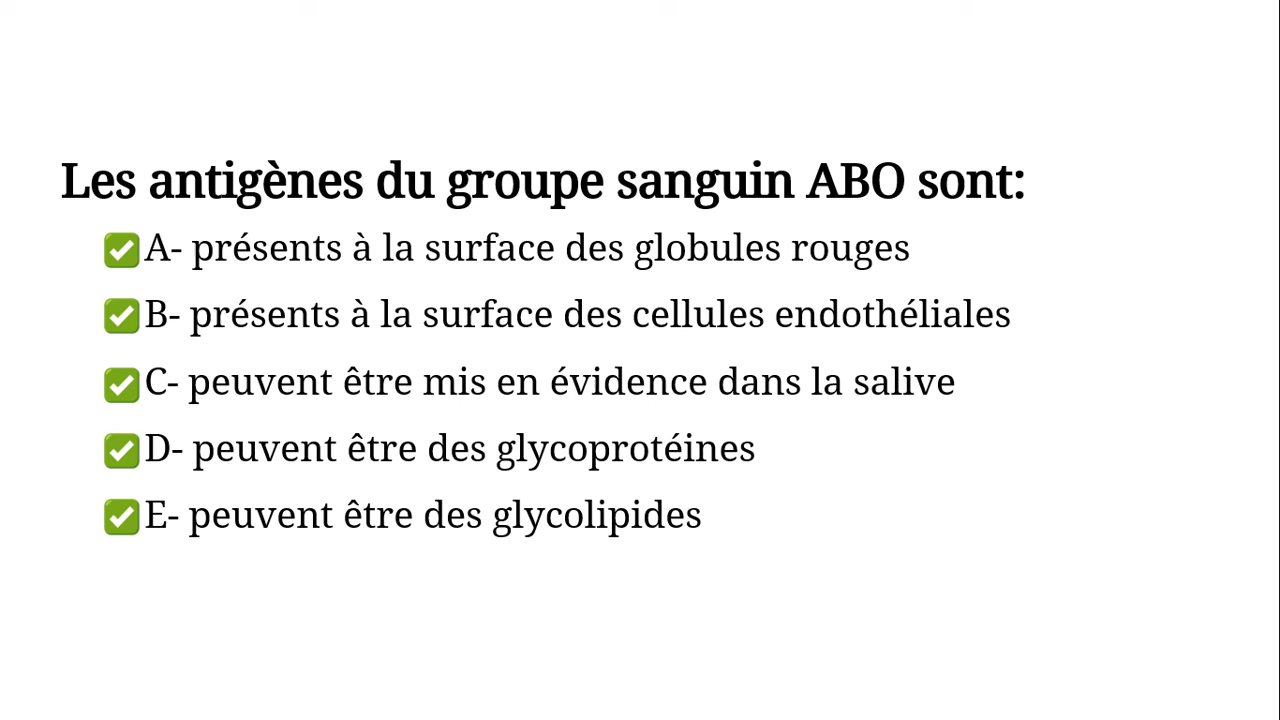 Les antigènes du groupe sanguin ABO sont:
✅A- présents à la surface des globules rouges
✅B- présents à la surface des cellules endothéliales
✅C- peuvent être mis en évidence dans la salive
✅D- peuvent être des glycoprotéines
✅E- peuvent être des glycolipides